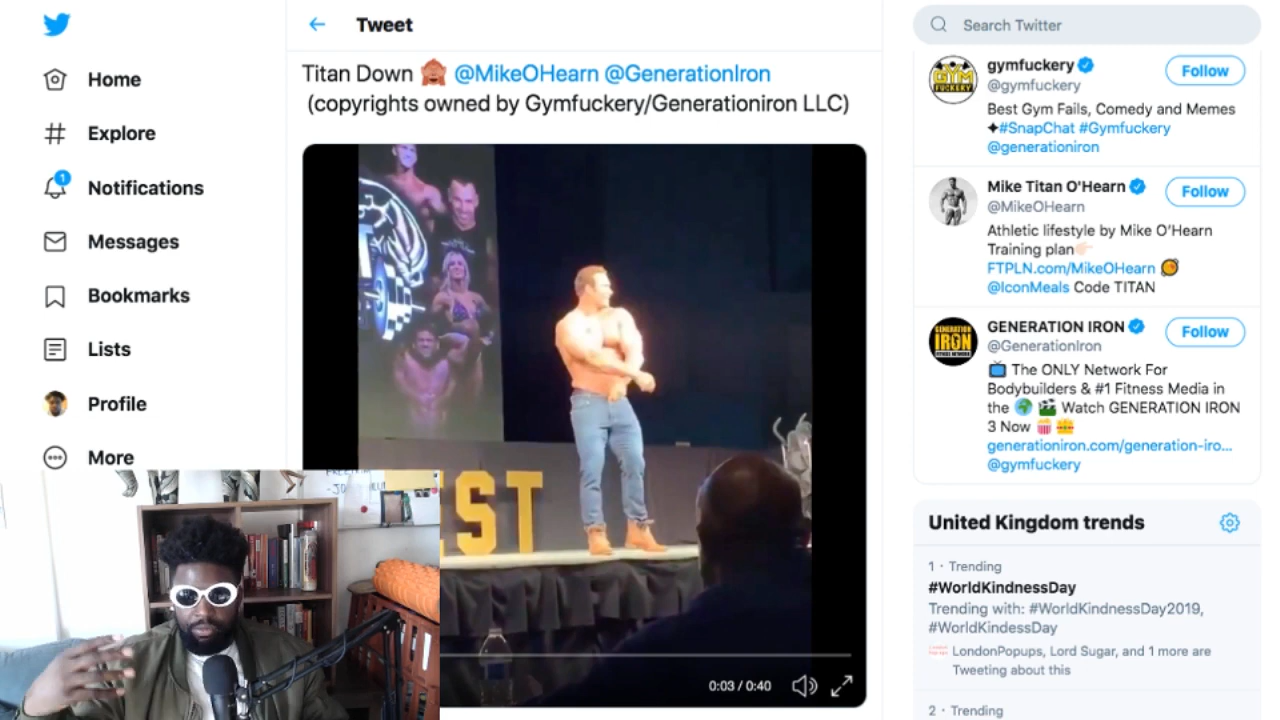 Home
Explore
1
Notifications
Messages
Bookmarks
Lists
Profile
More
Tweet
Titan Down 🙈 @MikeOHearn @GenerationIron
(copyrights owned by Gymfuckery/Generationiron LLC)
EST
0:03 / 0:40
Search Twitter
gymfuckery
Follow
@gymfuckery
Best Gym Fails, Comedy and Memes
✦#SnapChat #Gymfuckery
@generationiron
Mike Titan O'Hearn
Follow
@MikeOHearn
Athletic lifestyle by Mike O'Hearn
Training plan👉🏻
FTPLN.com/MikeOHearn 🥘
@IconMeals Code TITAN
GENERATION IRON
Follow
@GenerationIron
📺 The ONLY Network For
Bodybuilders & #1 Fitness Media in
the 🌍 🎬 Watch GENERATION IRON
3 Now 🍿 🍔
generationiron.com/generation-iro...
@gymfuckery
United Kingdom trends
1 · Trending
#WorldKindnessDay
Trending with: #WorldKindnessDay2019,
#WorldKindessDay
LondonPopups, Lord Sugar, and 1 more are
Tweeting about this
2 · Trending